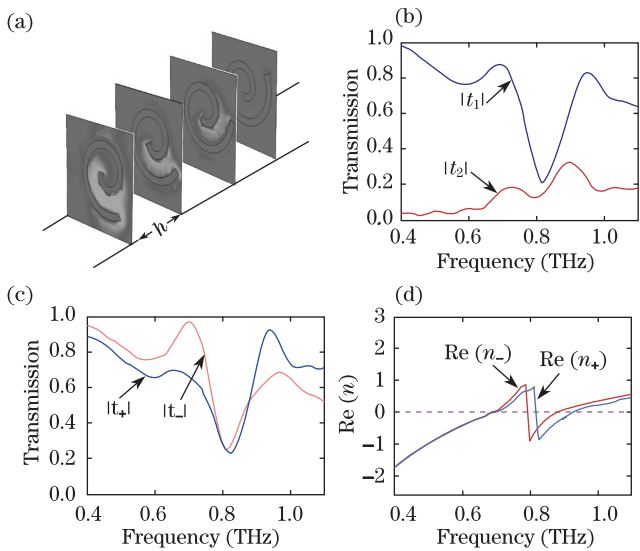 (a)
h
(b)
1.0
0.8
0.6
0.4
0.2
0.0
Transmission
|t₁|
|t₂|
0.4 0.6 0.8 1.0
Frequency (THz)
(c)
1.0
0.8
0.6
0.4
0.2
0.0
Transmission
|t₊|
|t₋|
0.4 0.6 0.8 1.0
Frequency (THz)
(d)
3
2
1
0
−1
−2
Re (n)
Re (n₋)
Re (n₊)
0.4 0.6 0.8 1.0
Frequency (THz)